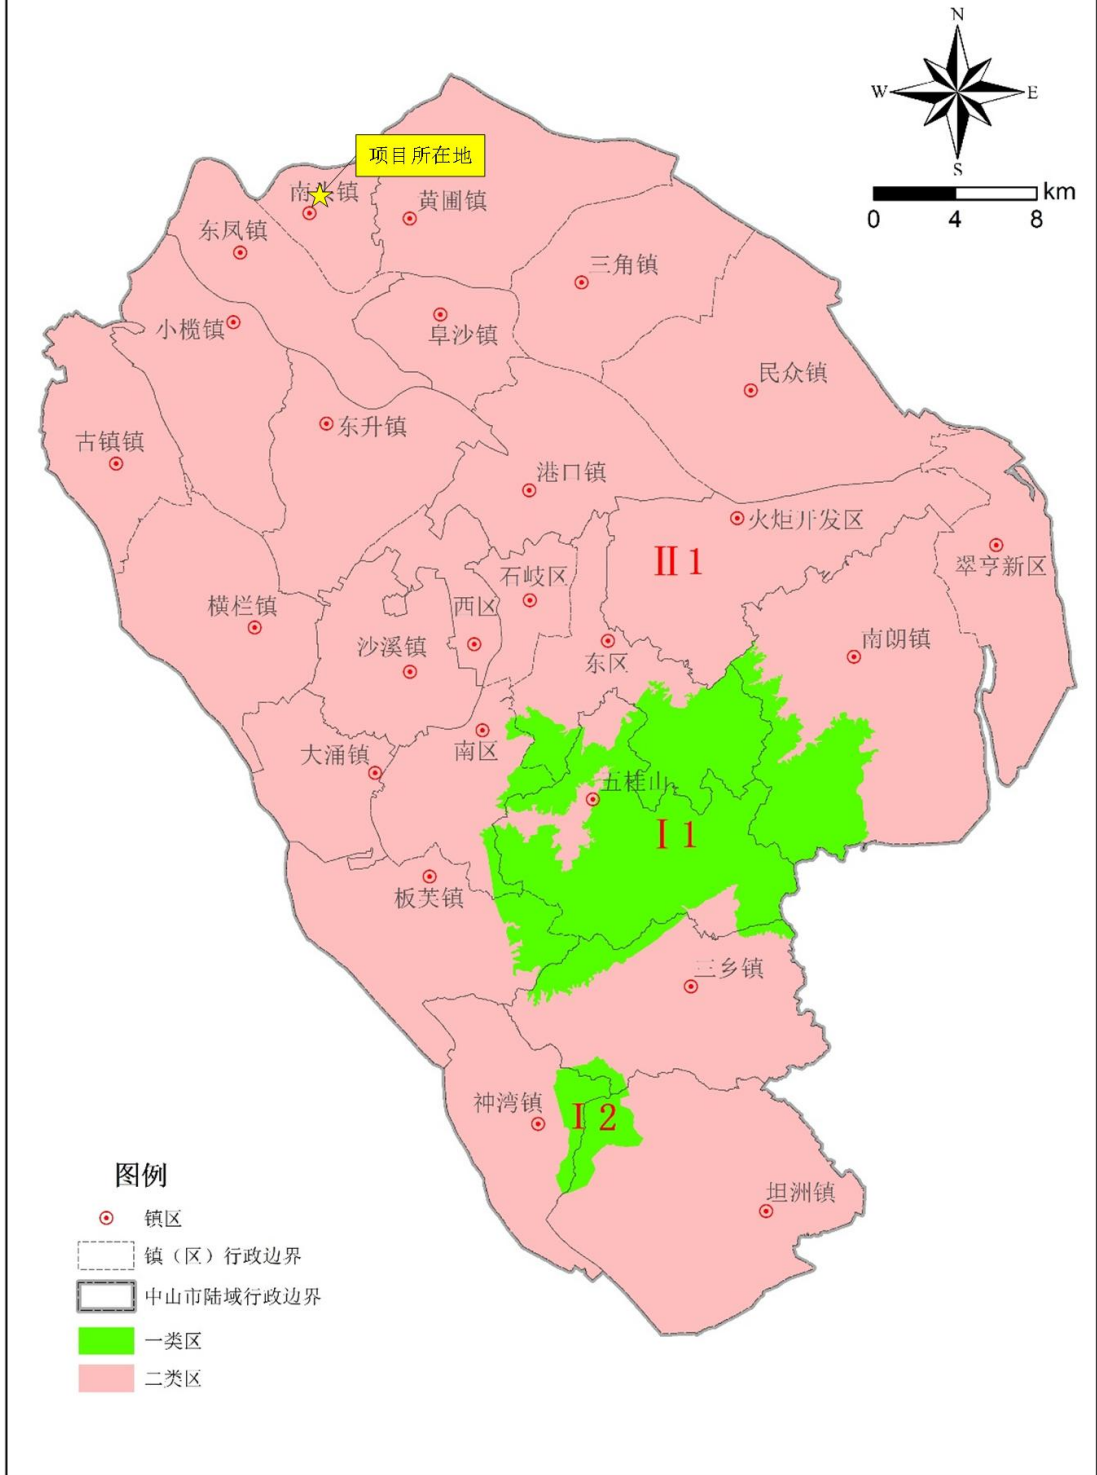 N
W
E
S
km
0
4
8
项目所在地
南头镇
黄圃镇
东凤镇
三角镇
小榄镇
阜沙镇
民众镇
东升镇
古镇镇
港口镇
火炬开发区
II 1
翠亨新区
石岐区
横栏镇
西区
沙溪镇
东区
南朗镇
南区
大涌镇
五桂山
I 1
板芙镇
三乡镇
神湾镇
I 2
坦洲镇
图例
镇区
镇（区）行政边界
中山市陆域行政边界
一类区
二类区